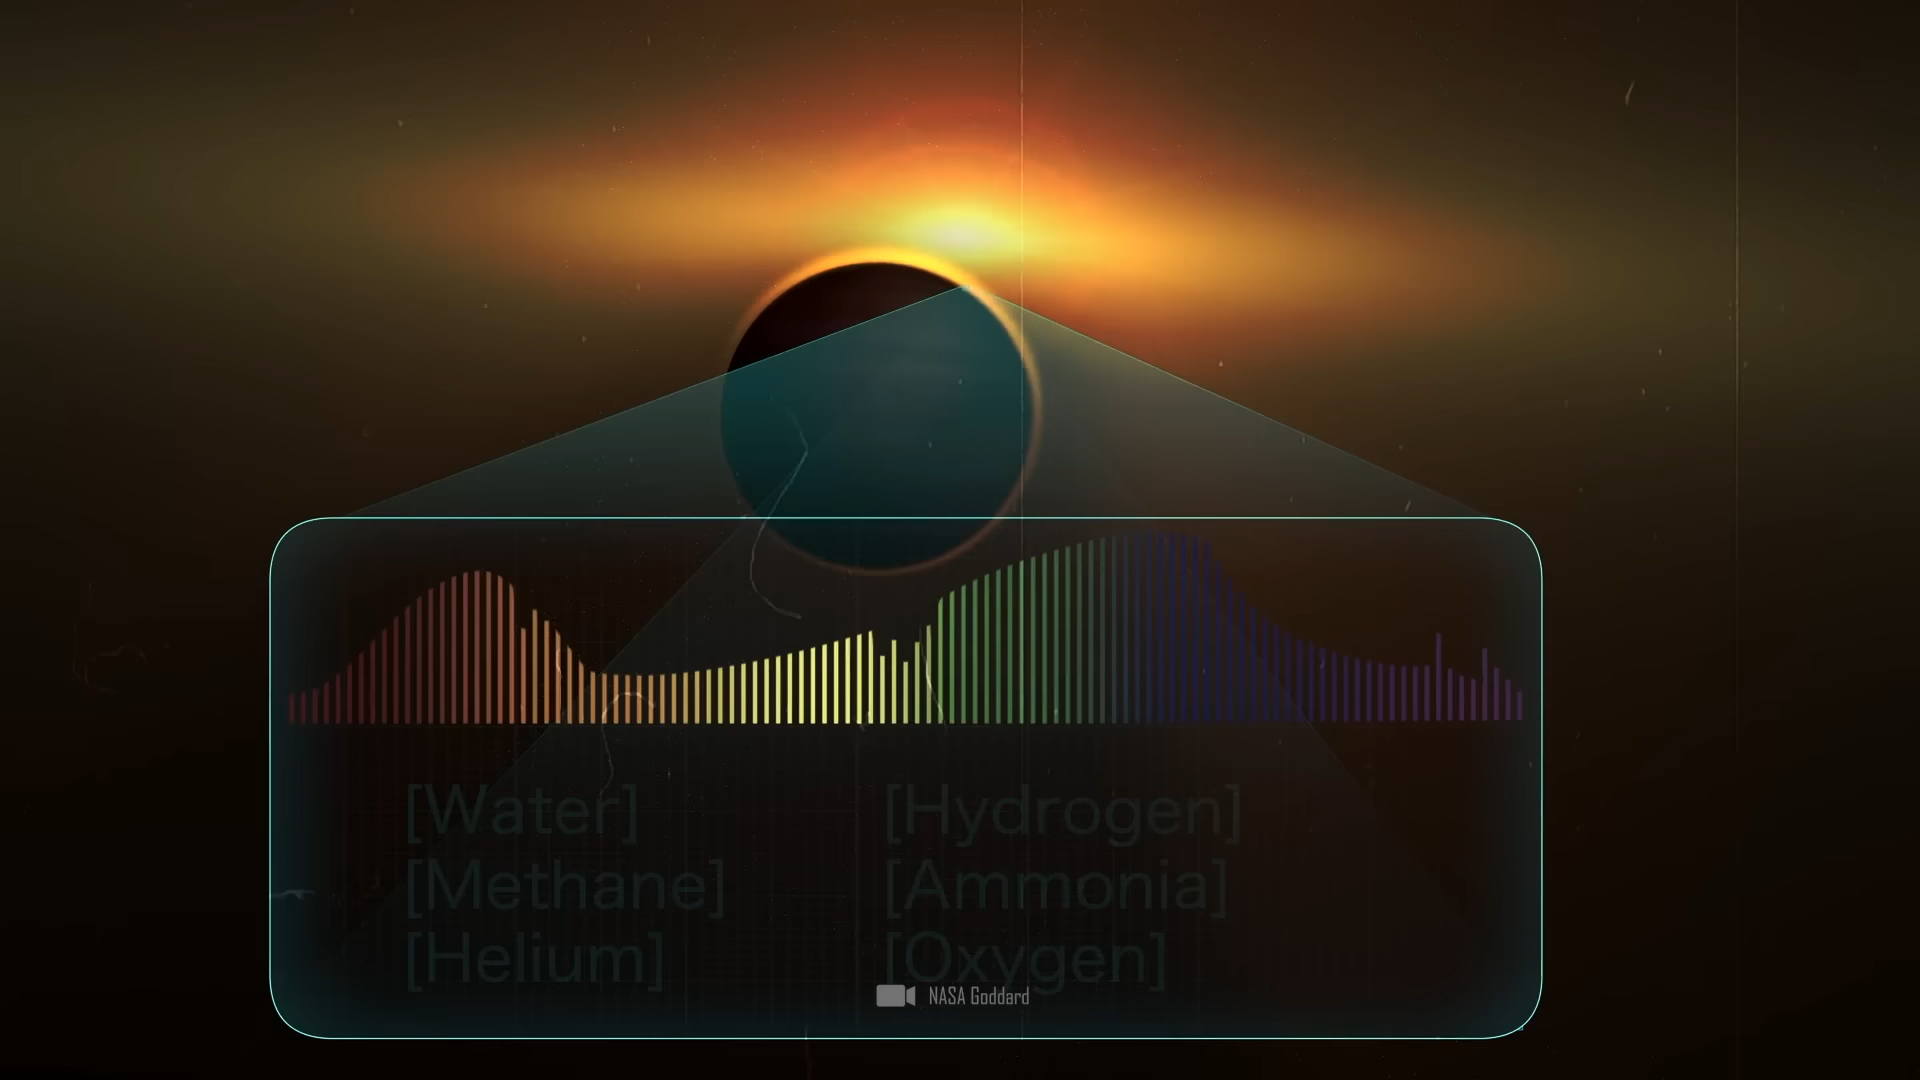 [Water]
[Methane]
[Helium]
[Hydrogen]
[Ammonia]
[Oxygen]
NASA Goddard